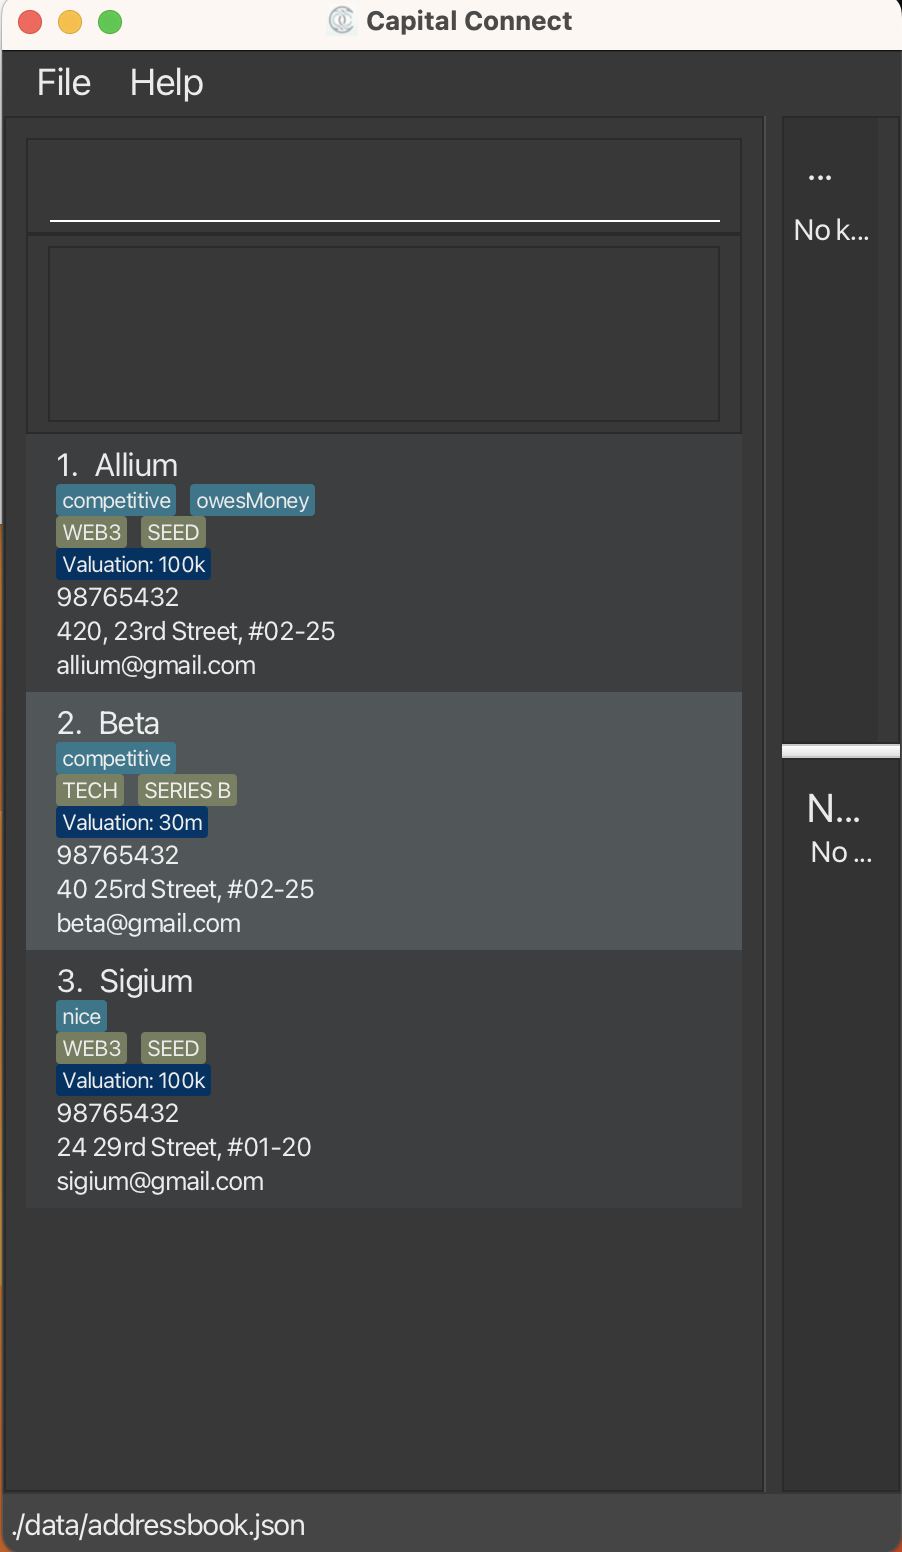 Capital Connect
File Help
...
No k...
1. Allium
competitive owesMoney
WEB3 SEED
Valuation: 100k
98765432
420, 23rd Street, #02-25
allium@gmail.com
2. Beta
competitive
TECH SERIES B
Valuation: 30m
98765432
40 25rd Street, #02-25
beta@gmail.com
3. Sigium
nice
WEB3 SEED
Valuation: 100k
98765432
24 29rd Street, #01-20
sigium@gmail.com
N...
No ...
./data/addressbook.json